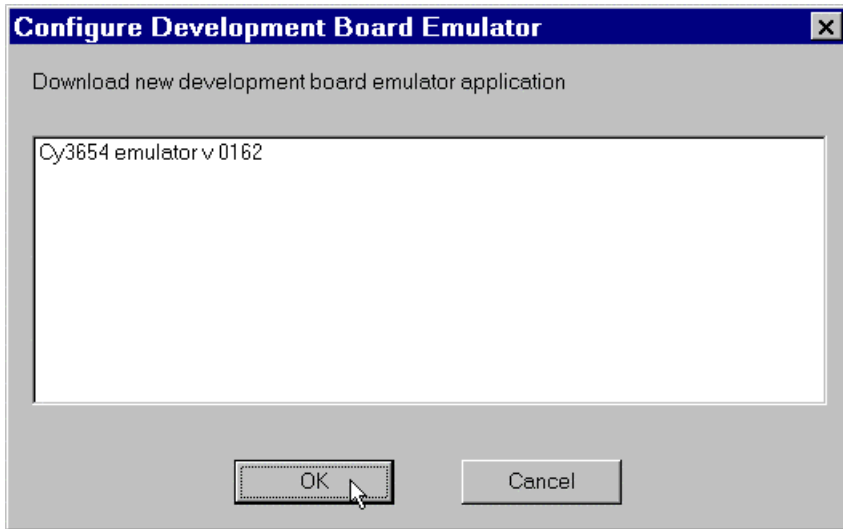 Configure Development Board Emulator
Download new development board emulator application
Cy3654 emulator v 0162
OK
Cancel